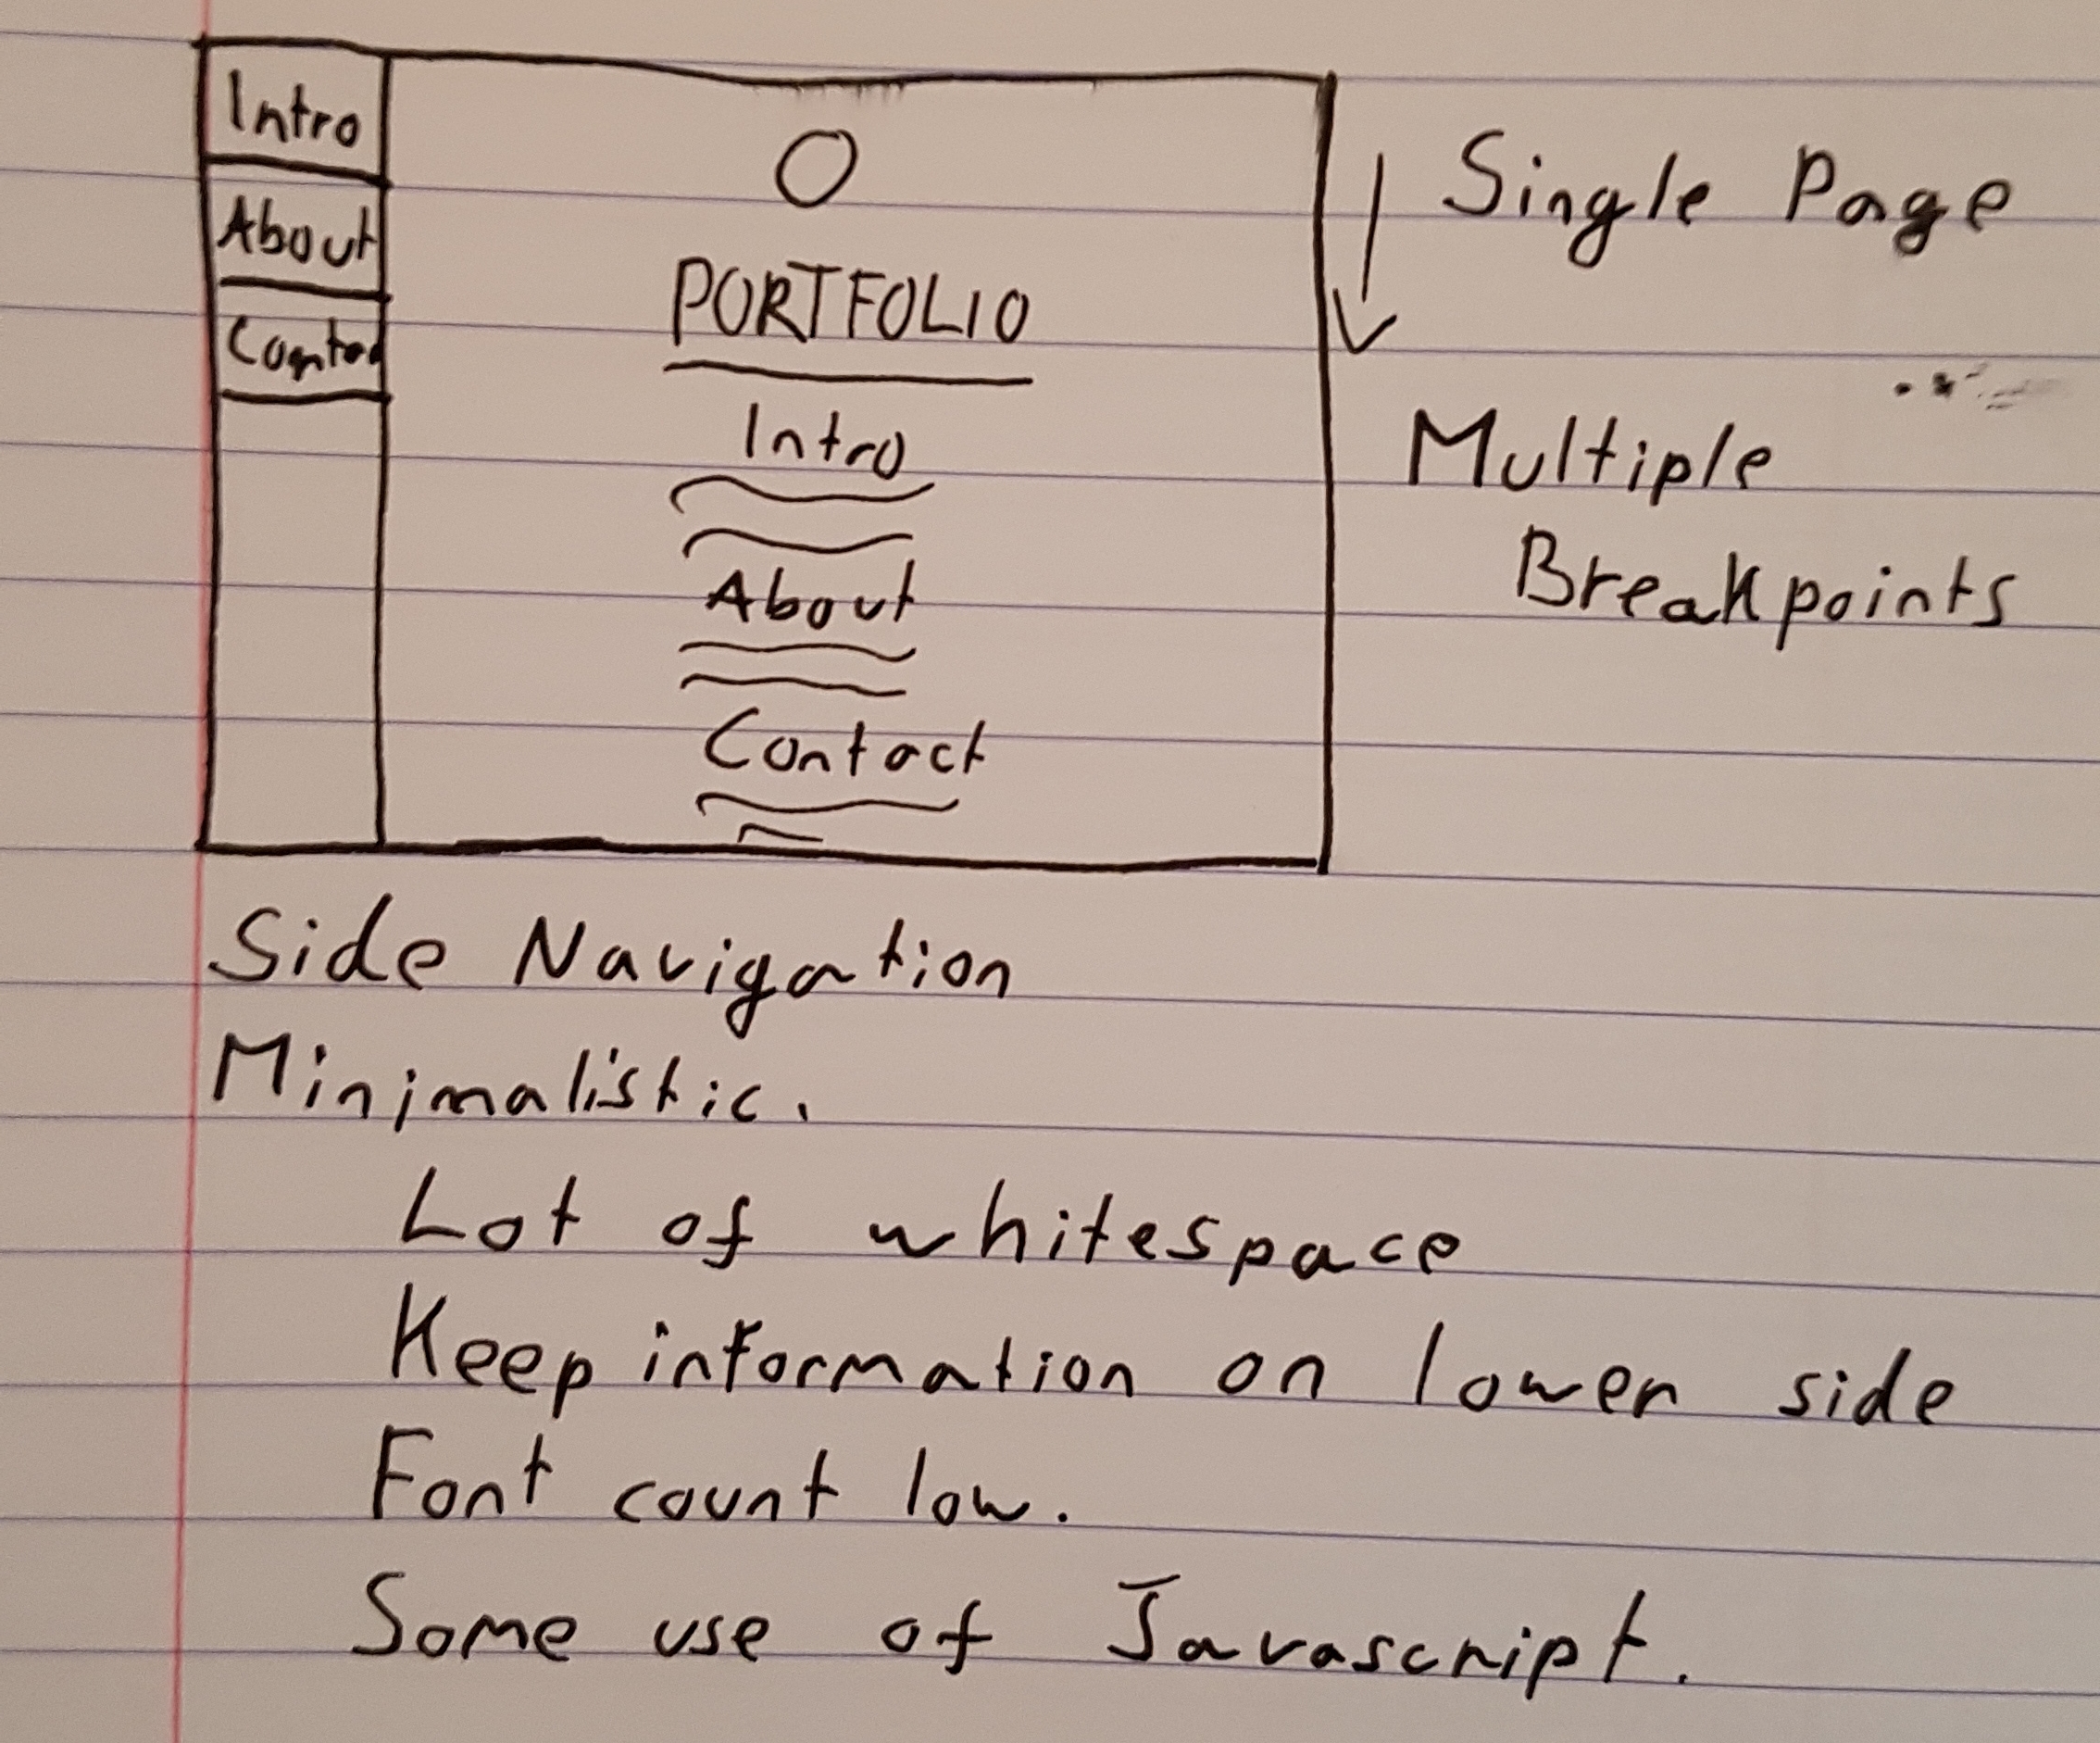 Intro
About
PORTFOLIO
Intro
About
Contact
Single Page
Multiple
Breakpoints
Side Navigation
Minimalistic.
Lot of whitespace
Keep information on lower side
Font count low.
Some use of Javascript.